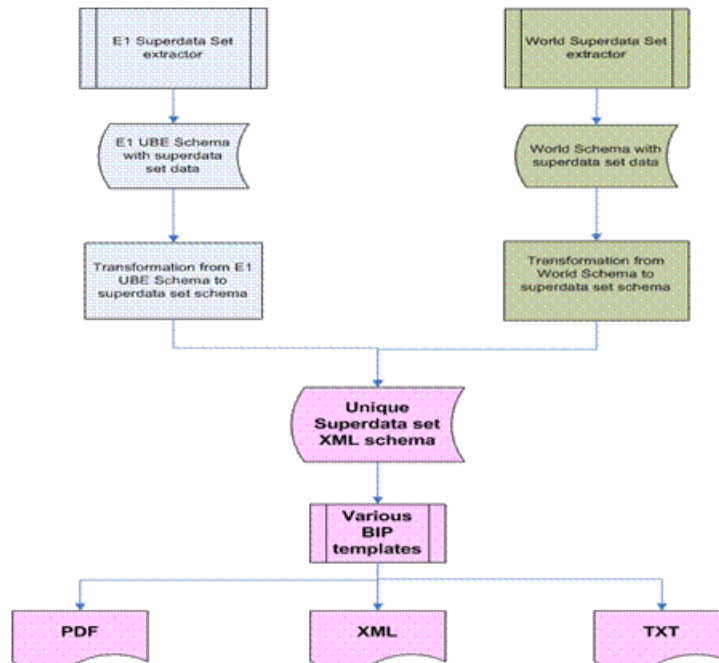 E1 Superdata Set
extractor
World Superdata Set
extractor
E1 UBE Schema
with superdata
set data
World Schema with
superdata set data
Transformation from E1
UBE Schema to
superdata set schema
Transformation from
World Schema to
superdata set schema
Unique
Superdata set
XML schema
Various
BIP
templates
PDF
XML
TXT